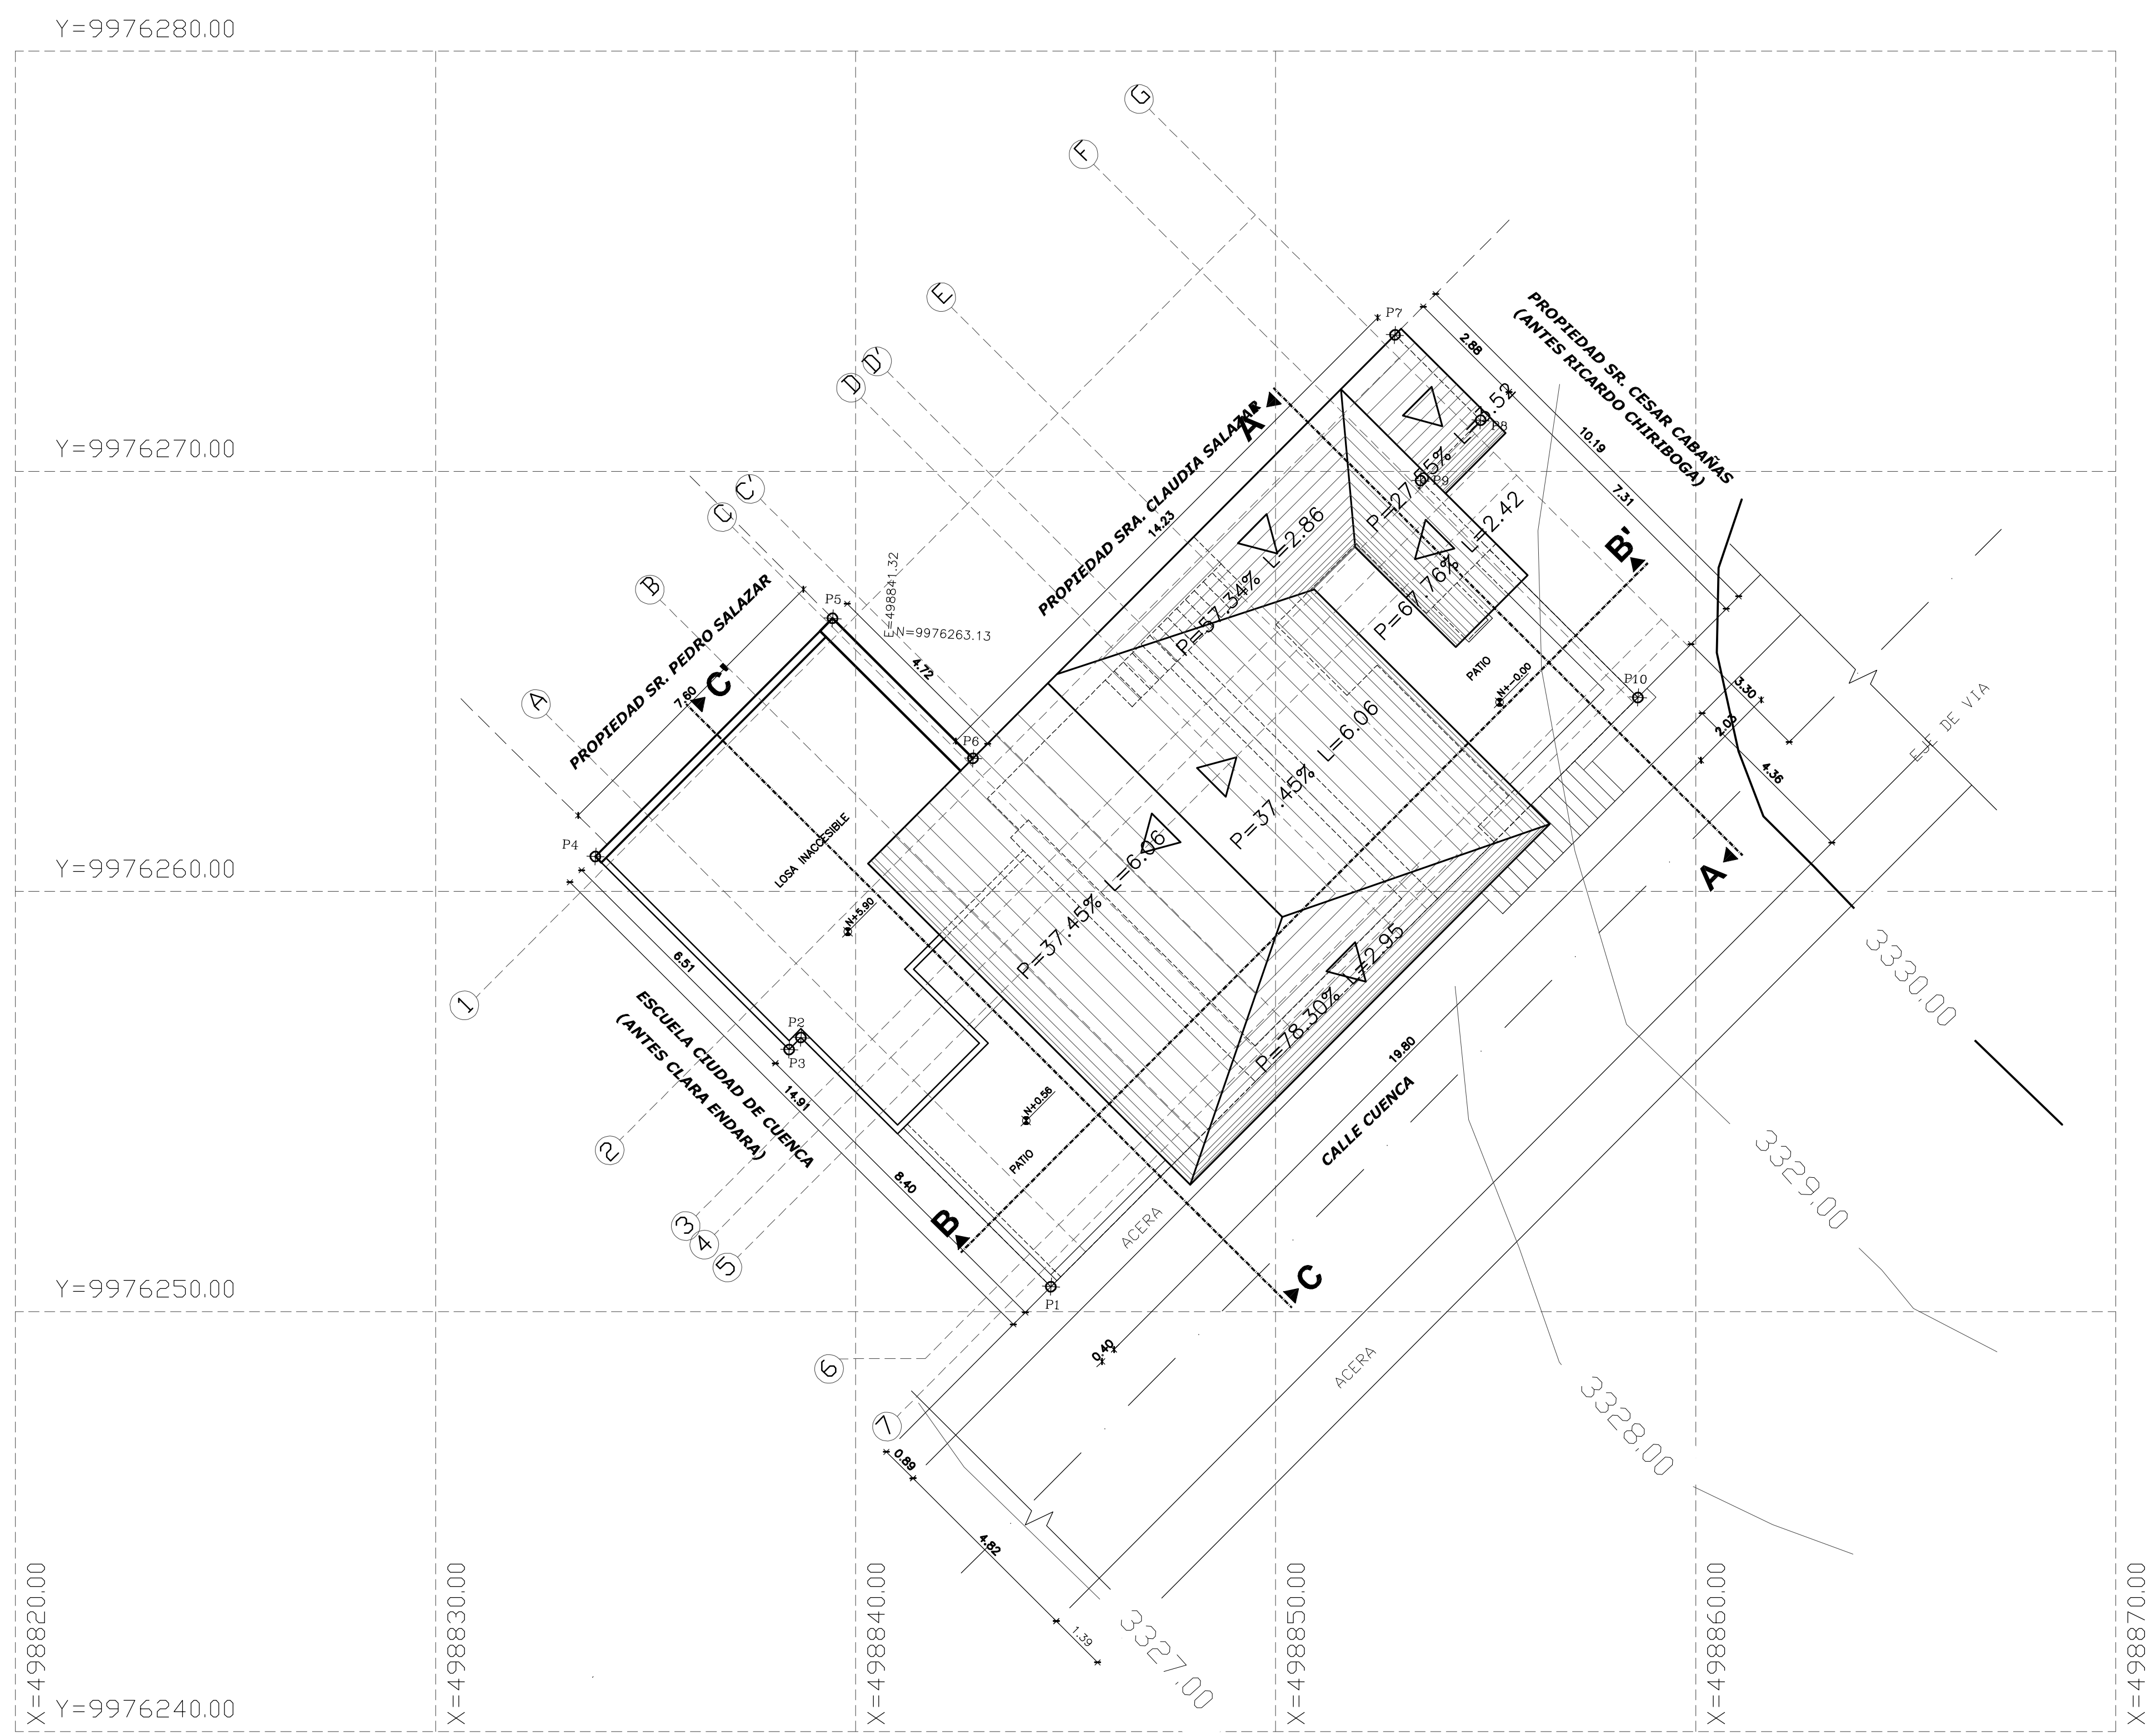 Y=9976280.00
G
F
E
D'
D
C'
C
B
A
Y=9976270.00
P7
2.88
PROPIEDAD SR. CESAR CABAÑAS
(ANTES RICARDO CHIRIBOGA)
A'
P8
10.19
7.31
P9
L=2.42
P=67.76%
B'
PROPIEDAD SRA. CLAUDIA SALAZAR
14.23
L=2.86
P=57.34%
E=498841.32
N=9976263.13
P5
4.72
PROPIEDAD SR. PEDRO SALAZAR
7.60
C'
P6
PATIO
N+-0.00
P10
3.30
2.03
4.36
EJE DE VIA
L=6.06
P=37.45%
L=6.06
P=37.45%
P4
Y=9976260.00
LOSA INACCESIBLE
N+5.90
A
L=2.95
P=78.30%
3330.00
1
6.51
P2
P3
ESCUELA CIUDAD DE CUENCA
(ANTES CLARA ENDARA)
14.91
8.40
N+0.56
PATIO
19.80
CALLE CUENCA
3329.00
2
3
4
5
B
ACERA
C
P1
Y=9976250.00
0.40
ACERA
6
7
3328.00
0.89
4.82
1.39
3327.00
X=498820.00
X=498830.00
X=498840.00
X=498850.00
X=498860.00
X=498870.00
Y=9976240.00